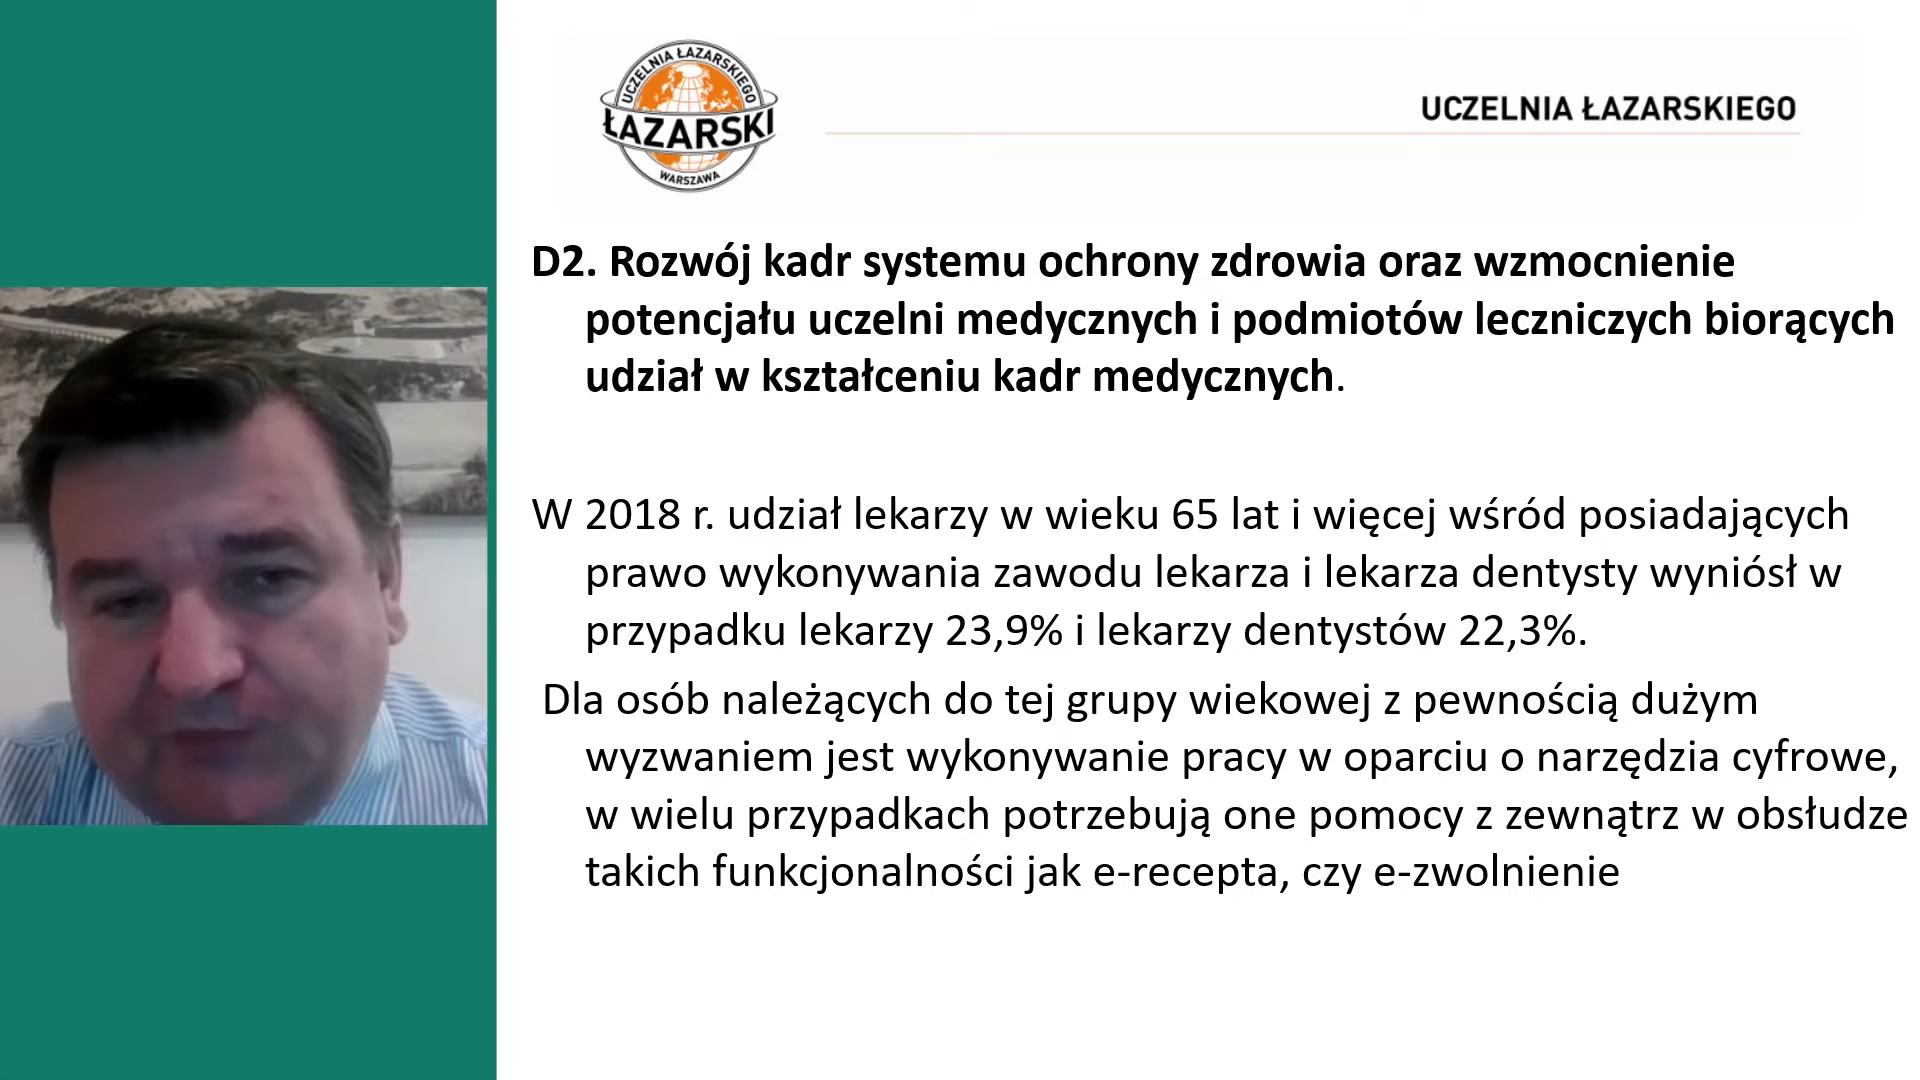 UCZELNIA ŁAZARSKIEGO
ŁAZARSKI
WARSZAWA
UCZELNIA ŁAZARSKIEGO
D2. Rozwój kadr systemu ochrony zdrowia oraz wzmocnienie
potencjału uczelni medycznych i podmiotów leczniczych biorących
udział w kształceniu kadr medycznych.
W 2018 r. udział lekarzy w wieku 65 lat i więcej wśród posiadających
prawo wykonywania zawodu lekarza i lekarza dentysty wyniósł w
przypadku lekarzy 23,9% i lekarzy dentystów 22,3%.
Dla osób należących do tej grupy wiekowej z pewnością dużym
wyzwaniem jest wykonywanie pracy w oparciu o narzędzia cyfrowe,
w wielu przypadkach potrzebują one pomocy z zewnątrz w obsłudze
takich funkcjonalności jak e-recepta, czy e-zwolnienie